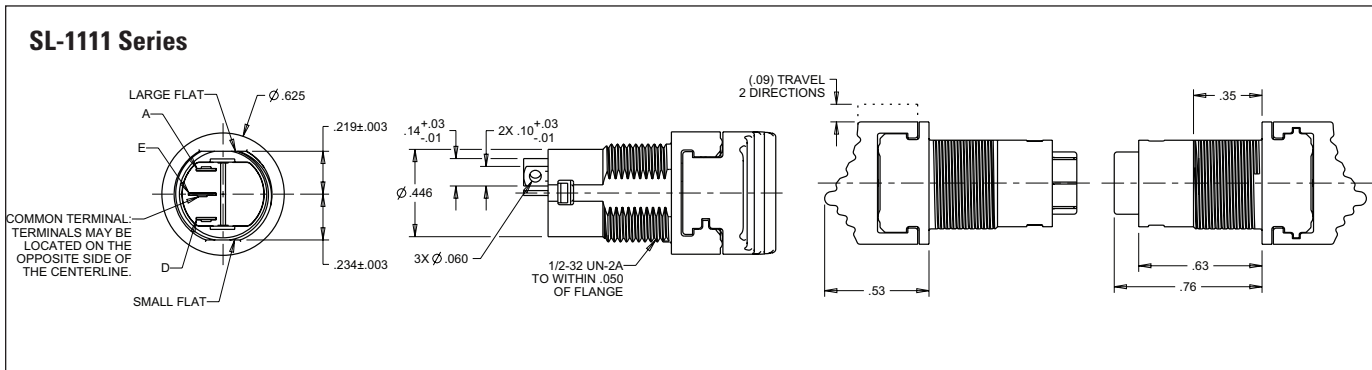 SL-1111 Series
LARGE FLAT
Ø.625
A
.219±.003
E
COMMON TERMINAL:
TERMINALS MAY BE
LOCATED ON THE
OPPOSITE SIDE OF
THE CENTERLINE.
D
.234±.003
SMALL FLAT
.14+.03
-.01
2X .10+.03
-.01
Ø.446
3X Ø.060
1/2-32 UN-2A
TO WITHIN .050
OF FLANGE
(.09) TRAVEL
2 DIRECTIONS
.53
.35
.63
.76